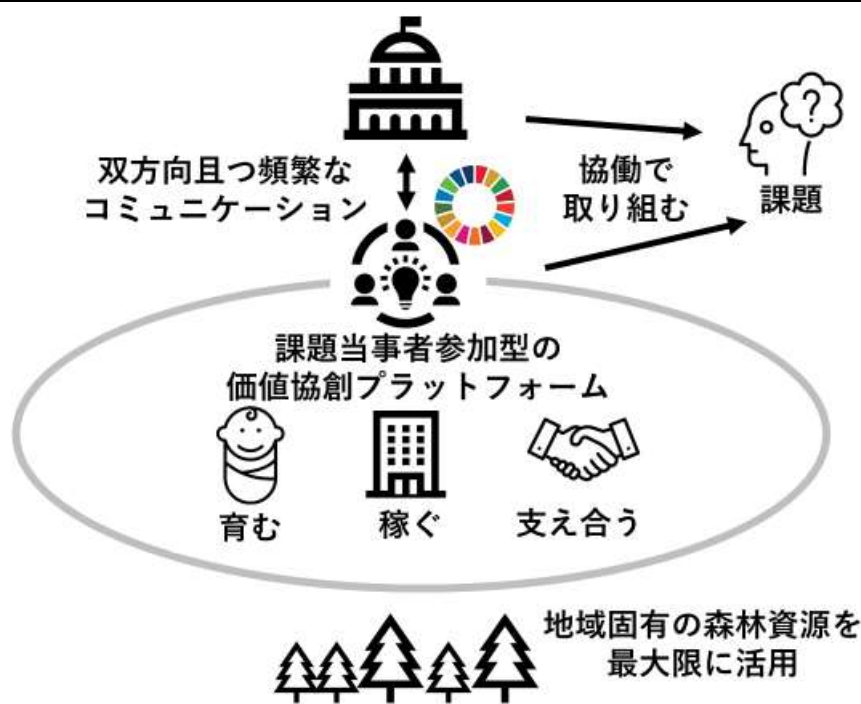 双方向且つ頻繁な
コミュニケーション
協働で
取り組む
?
課題
課題当事者参加型の
価値協創プラットフォーム
育む
稼ぐ
支え合う
地域固有の森林資源を
最大限に活用